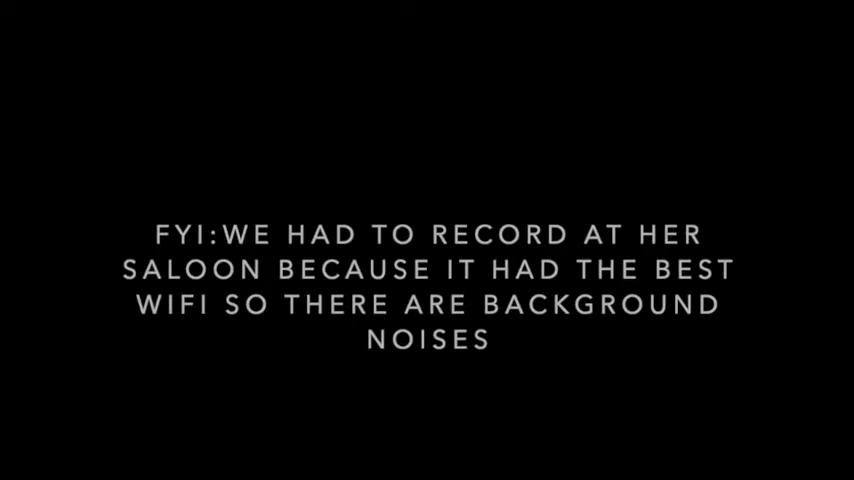 FYI:WE HAD TO RECORD AT HER
SALOON BECAUSE IT HAD THE BEST
WIFI SO THERE ARE BACKGROUND
NOISES